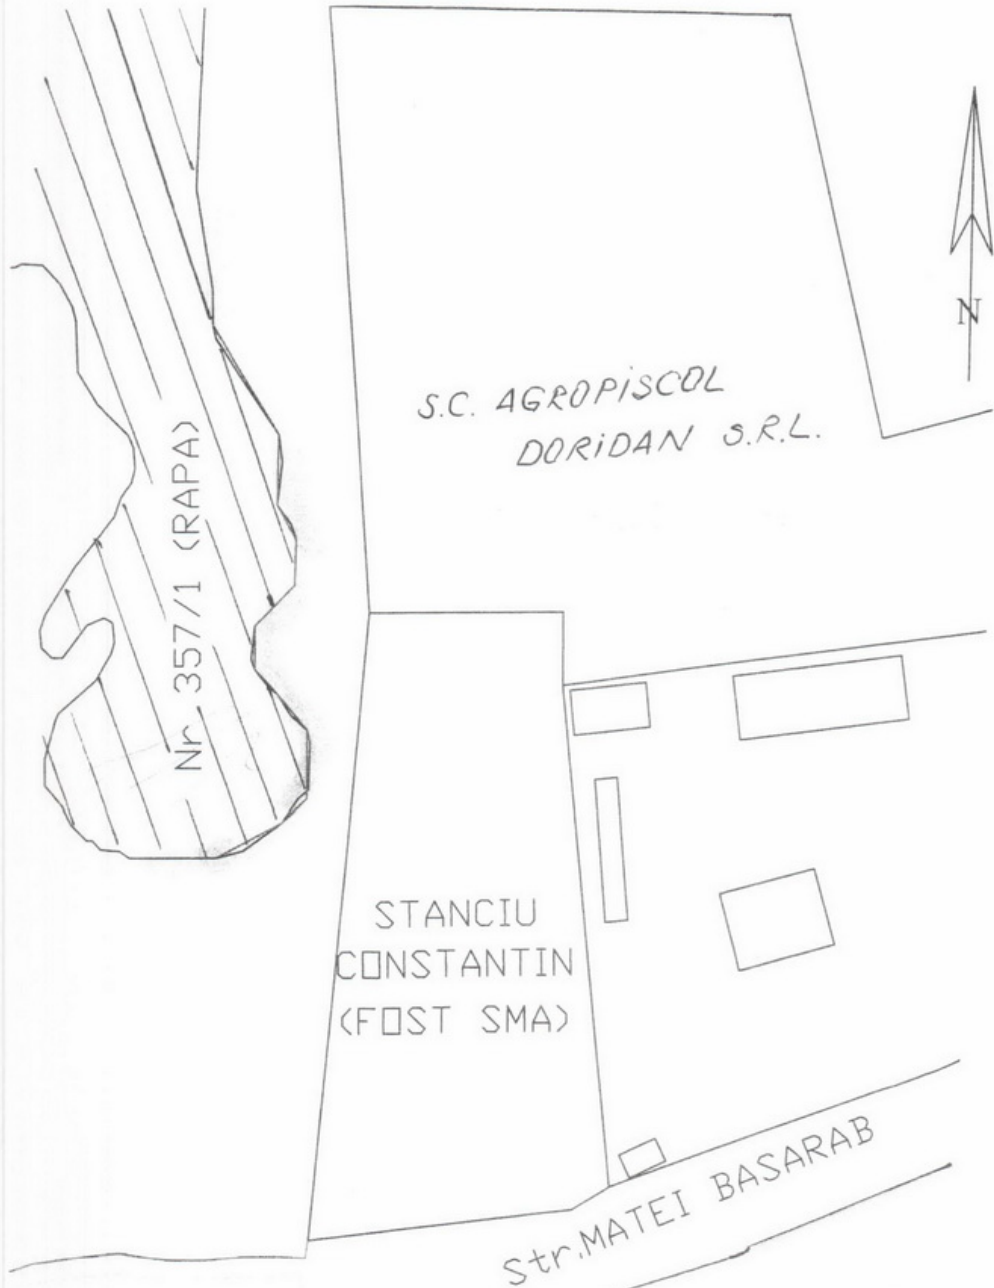 N
S.C. AGROPiSCOL
DORiDAN S.R.L.
Nr 357/1 (RAPA)
STANCIU
CONSTANTIN
(FOST SMA)
Str.MATEI BASARAB